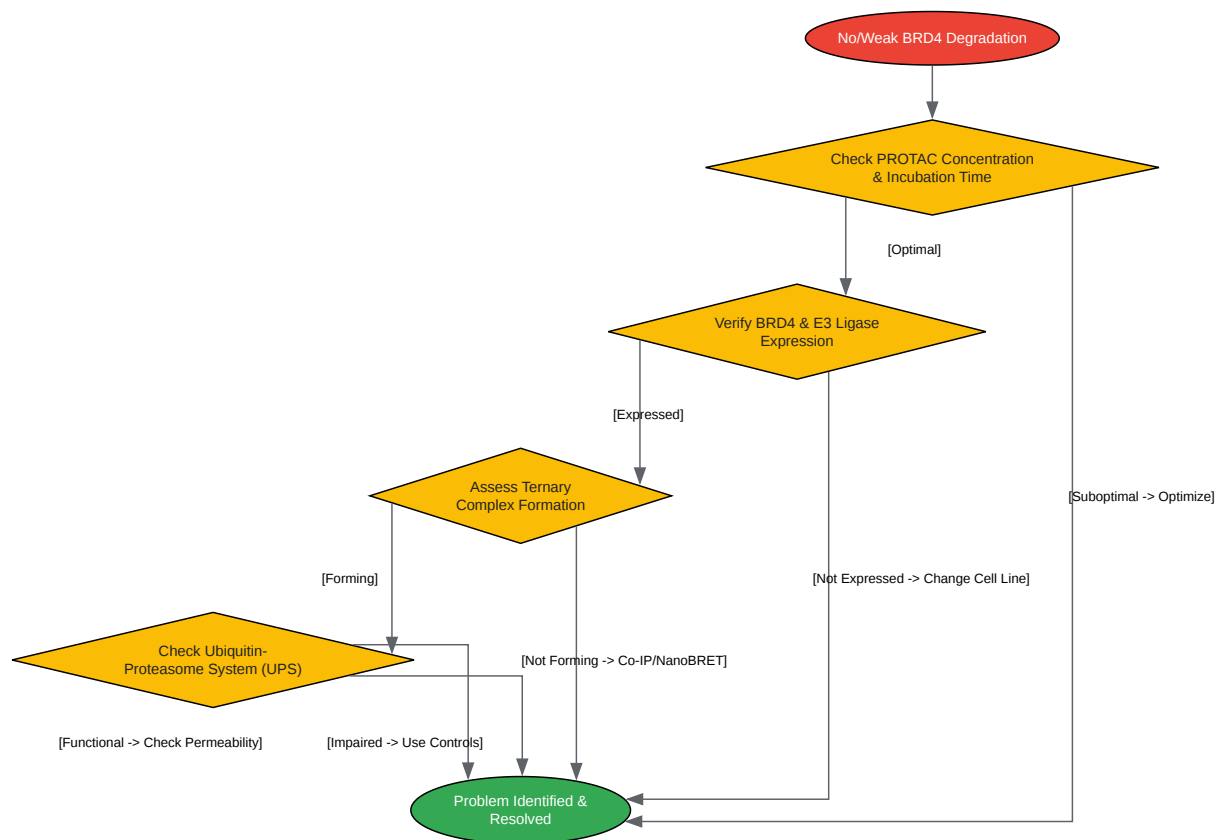 No/Weak BRD4 Degradation
Check PROTAC Concentration
& Incubation Time
[Optimal]
Verify BRD4 & E3 Ligase
Expression
[Expressed]
Assess Ternary
Complex Formation
[Suboptimal -> Optimize]
[Forming]
[Not Expressed -> Change Cell Line]
Check Ubiquitin-
Proteasome System (UPS)
[Not Forming -> Co-IP/NanoBRET]
[Functional -> Check Permeability]
[Impaired -> Use Controls]
Problem Identified &
Resolved